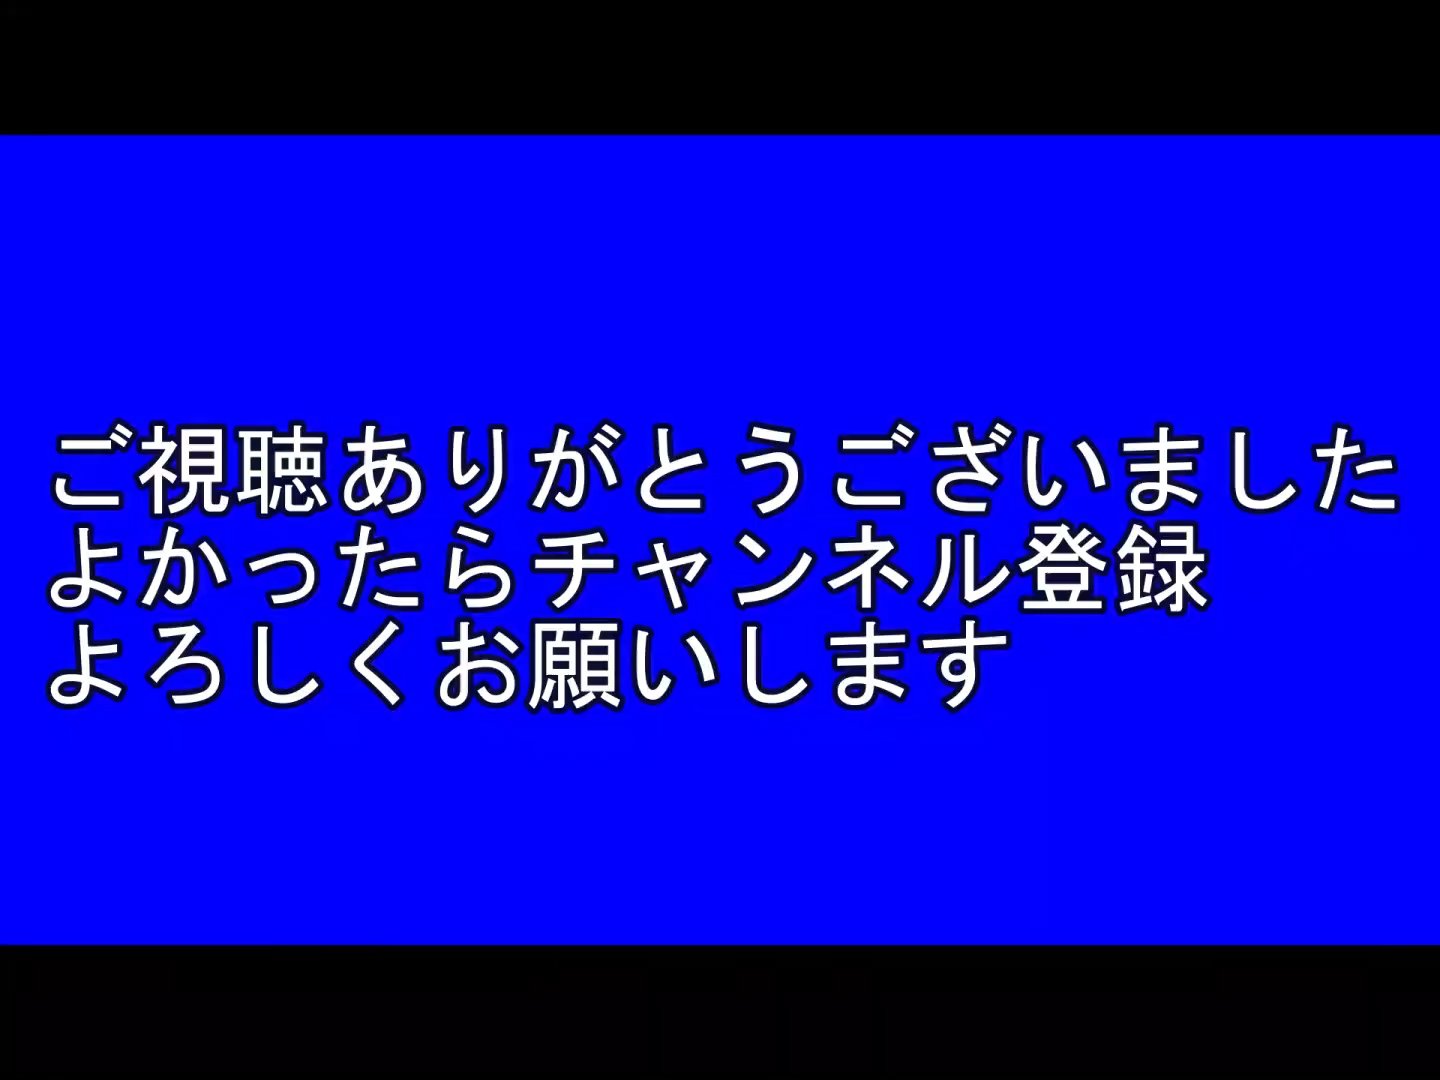 ご視聴ありがとうございました
よかったらチャンネル登録
よろしくお願いします